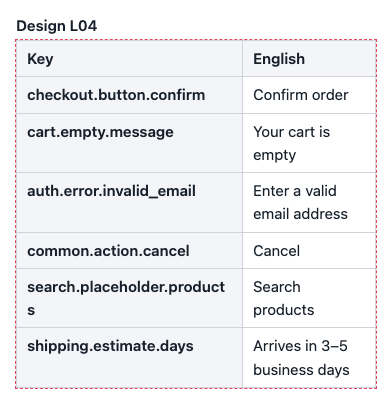 Design L04
Key English
checkout.button.confirm Confirm order
cart.empty.message Your cart is
empty
auth.error.invalid_email Enter a valid
email address
common.action.cancel Cancel
search.placeholder.product Search
s products
shipping.estimate.days Arrives in 3–5
business days